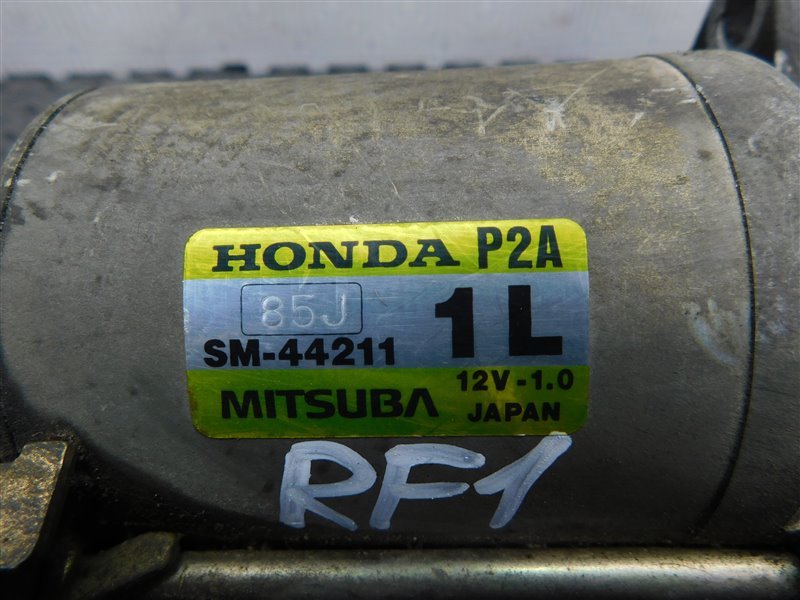 HONDA P2A
85J
1L
SM-44211
12V-1.0
MITSUBA JAPAN
RF1